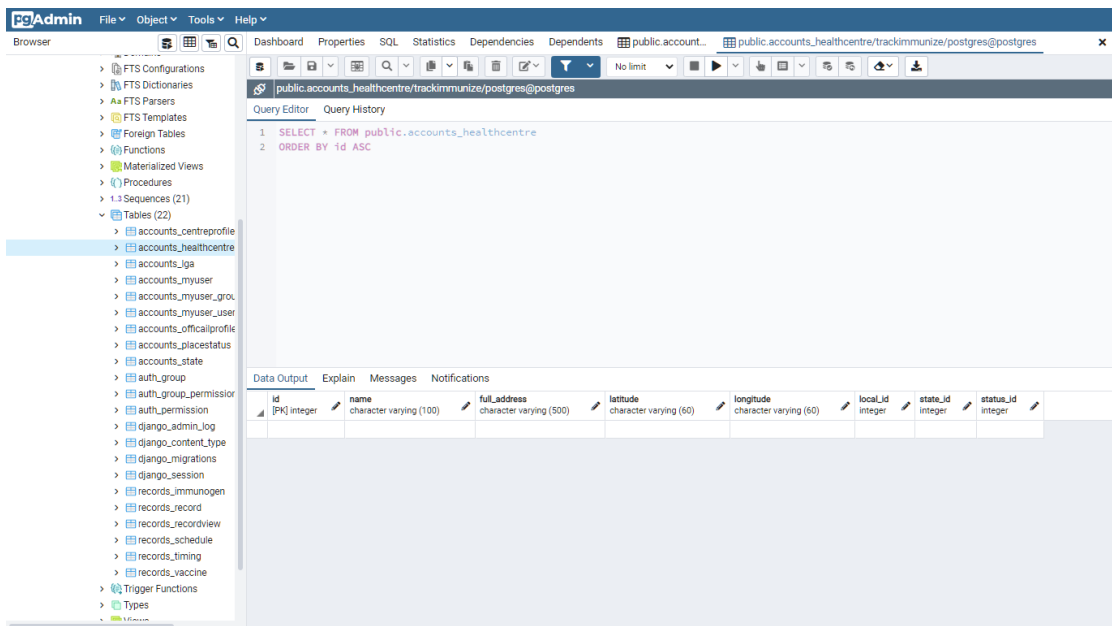 pgAdmin File Object Tools Help
Browser
Dashboard Properties SQL Statistics Dependencies Dependents public.account... public.accounts_healthcentre/trackimmunize/postgres@postgres
No limit
public.accounts_healthcentre/trackimmunize/postgres@postgres
Query Editor Query History
1 SELECT * FROM public.accounts_healthcentre
2 ORDER BY id ASC
FTS Configurations
FTS Dictionaries
Aa FTS Parsers
FTS Templates
Foreign Tables
Functions
Materialized Views
Procedures
1..3 Sequences (21)
Tables (22)
accounts_centreprofile
accounts_healthcentre
accounts_lga
accounts_myuser
accounts_myuser_grou
accounts_myuser_user
accounts_officailprofile
accounts_placestatus
accounts_state
auth_group
auth_group_permission
auth_permission
django_admin_log
django_content_type
django_migrations
django_session
records_immunogen
records_record
records_recordview
records_schedule
records_timing
records_vaccine
Trigger Functions
Types
Views
Data Output Explain Messages Notifications
id name full_address latitude longitude local_id state_id status_id
[PK] integer character varying (100) character varying (500) character varying (60) character varying (60) integer integer integer